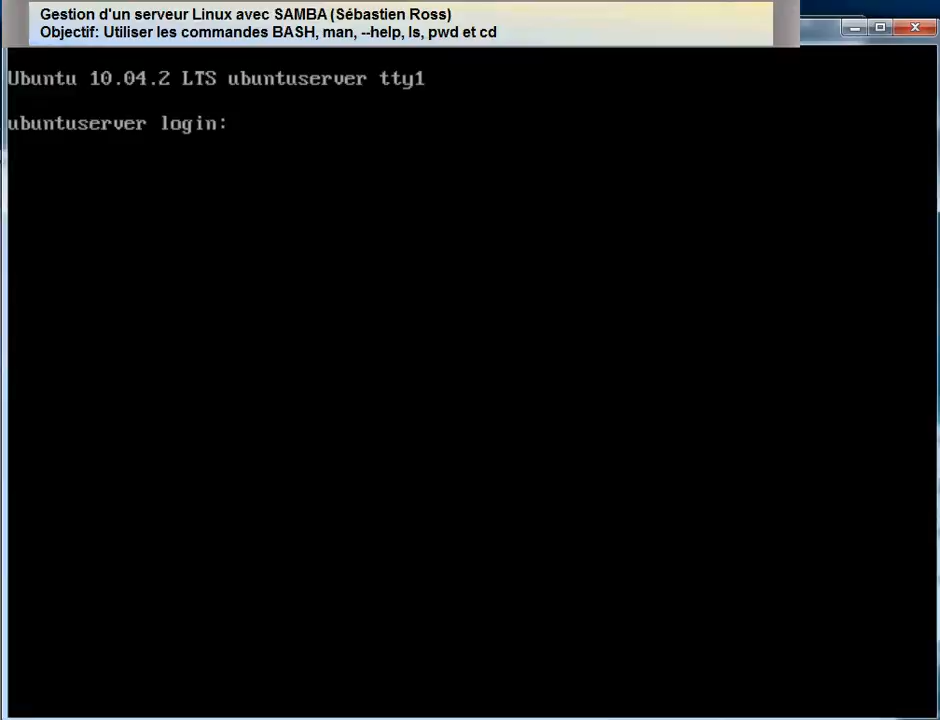 Gestion d'un serveur Linux avec SAMBA (Sébastien Ross)
Objectif: Utiliser les commandes BASH, man, --help, ls, pwd et cd
Ubuntu 10.04.2 LTS ubuntuserver tty1
ubuntuserver login: